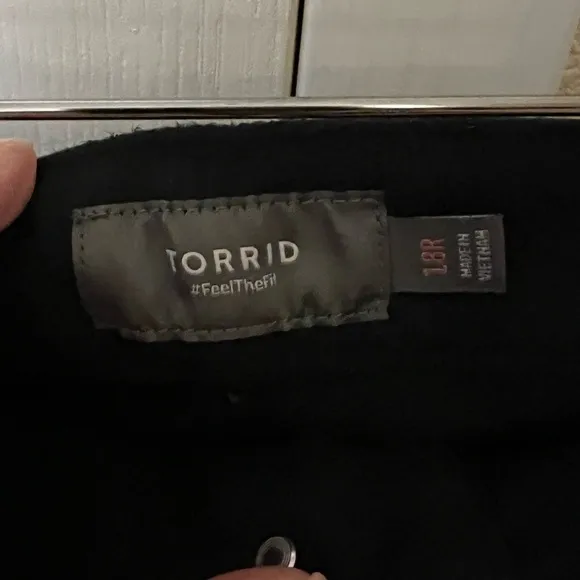 TORRID
#FeelTheFit
18R
MADE IN
VIETNAM